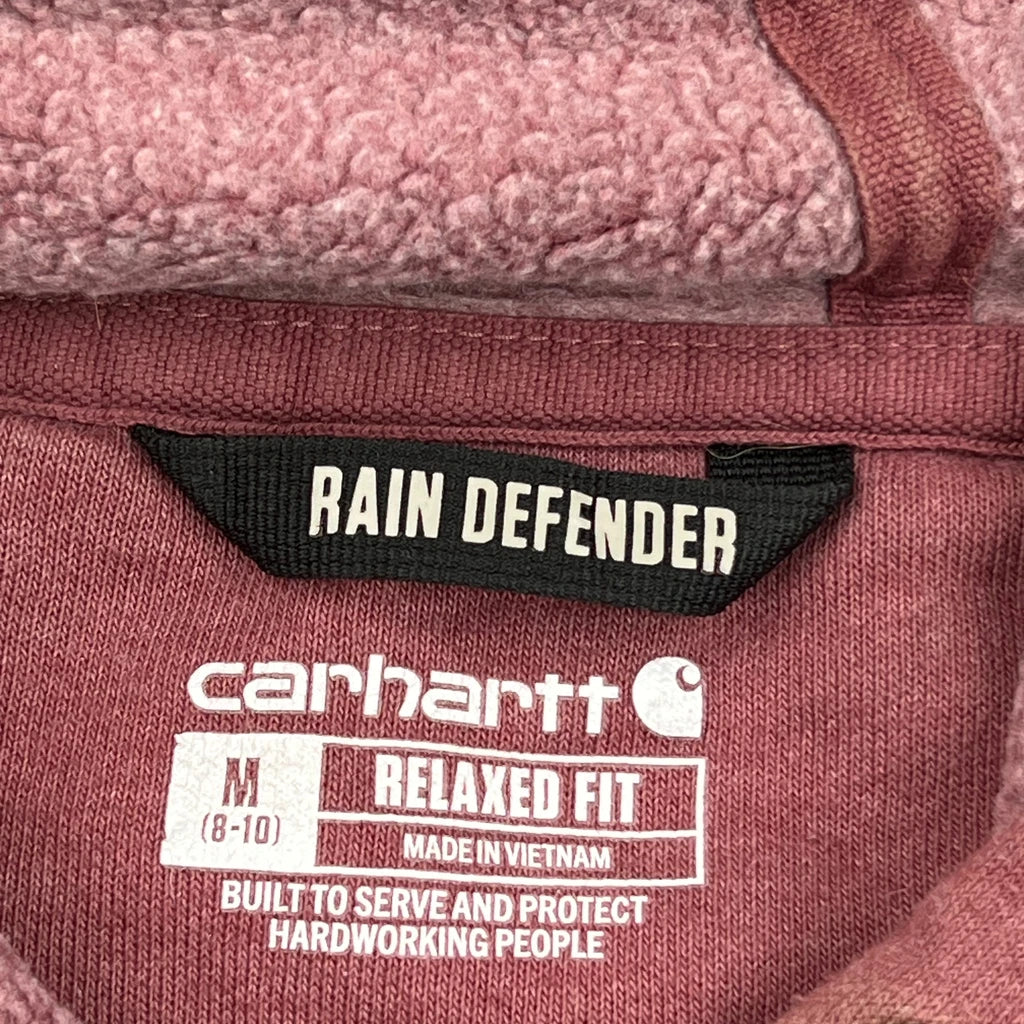 RAIN DEFENDER
carhartt
M
(8-10)
RELAXED FIT
MADE IN VIETNAM
BUILT TO SERVE AND PROTECT
HARDWORKING PEOPLE